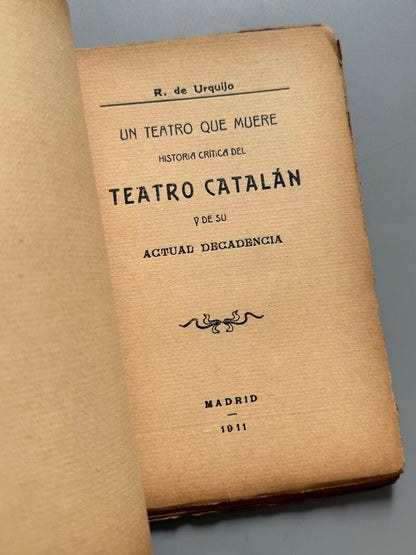 R. de Urquijo
UN TEATRO QUE MUERE
HISTORIA CRÍTICA DEL
TEATRO CATALÁN
Y DE SU
ACTUAL DECADENCIA
MADRID
—
1911